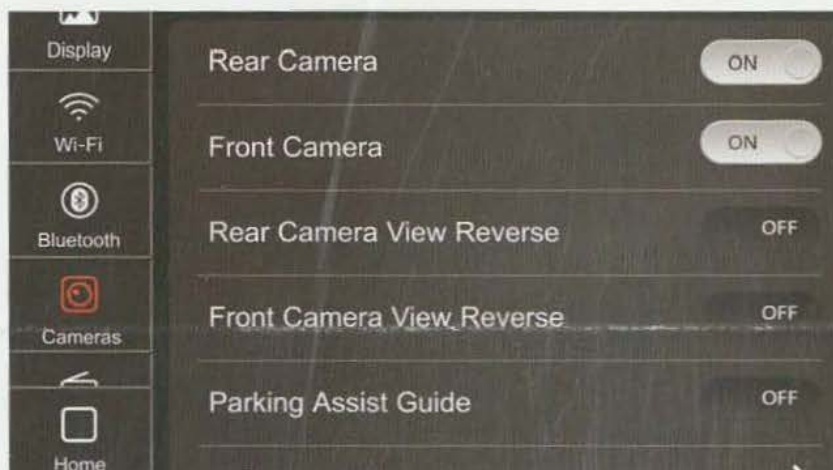 Display
Wi-Fi
Bluetooth
Cameras
Home
Rear Camera ON
Front Camera ON
Rear Camera View Reverse OFF
Front Camera View Reverse OFF
Parking Assist Guide OFF